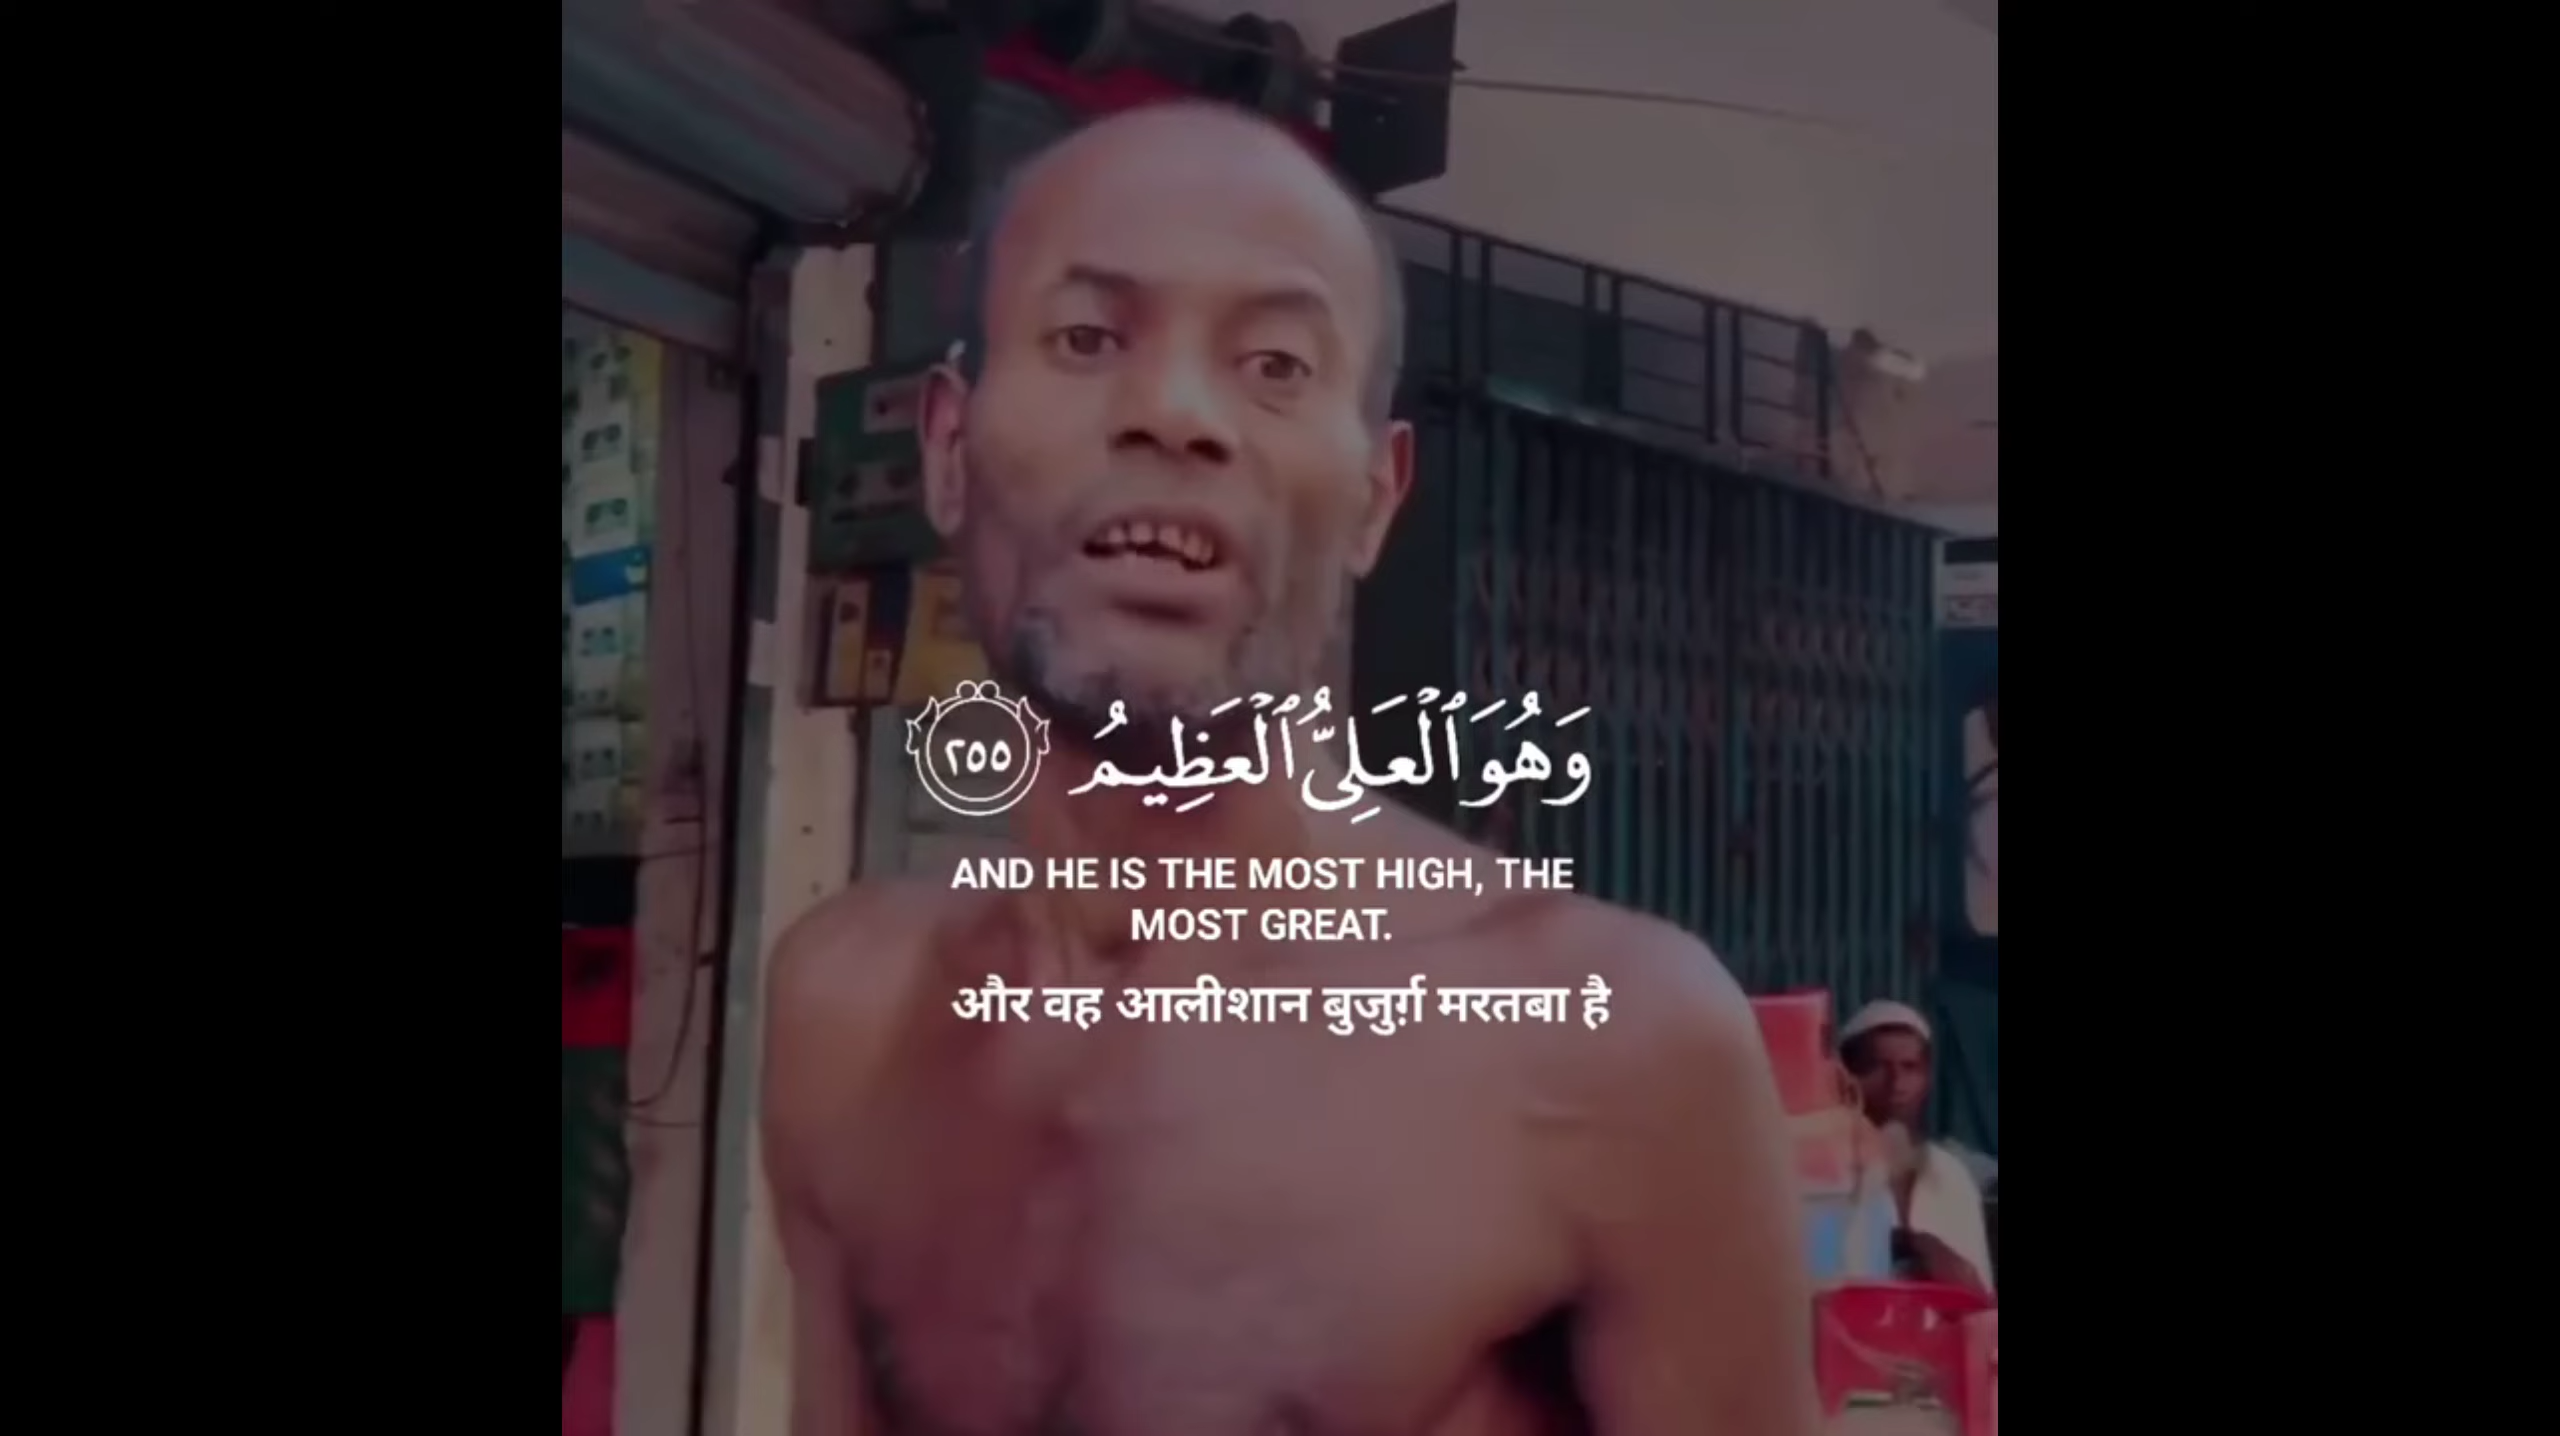 وَهُوَ ٱلْعَلِىُّ ٱلْعَظِيمُ ٢٥٥
AND HE IS THE MOST HIGH, THE
MOST GREAT.
और वह आलीशान बुजुर्ग़ मरतबा है